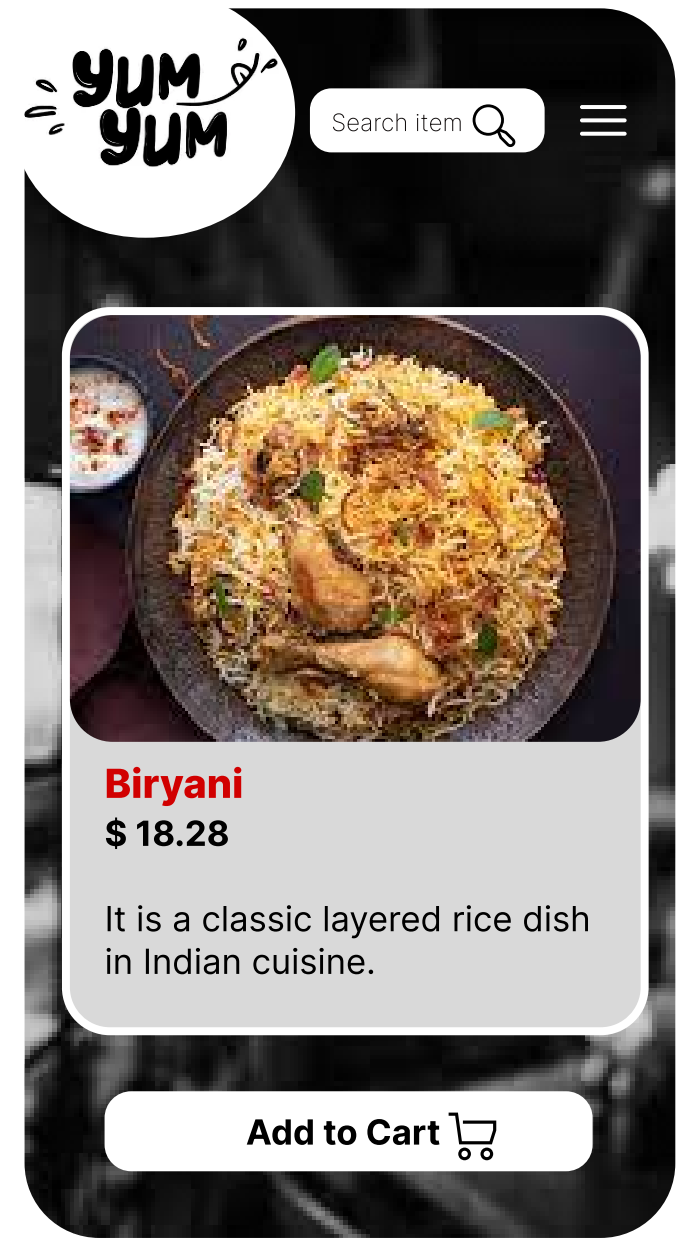 YUM
YUM
Search item
Biryani
$ 18.28
It is a classic layered rice dish
in Indian cuisine.
Add to Cart